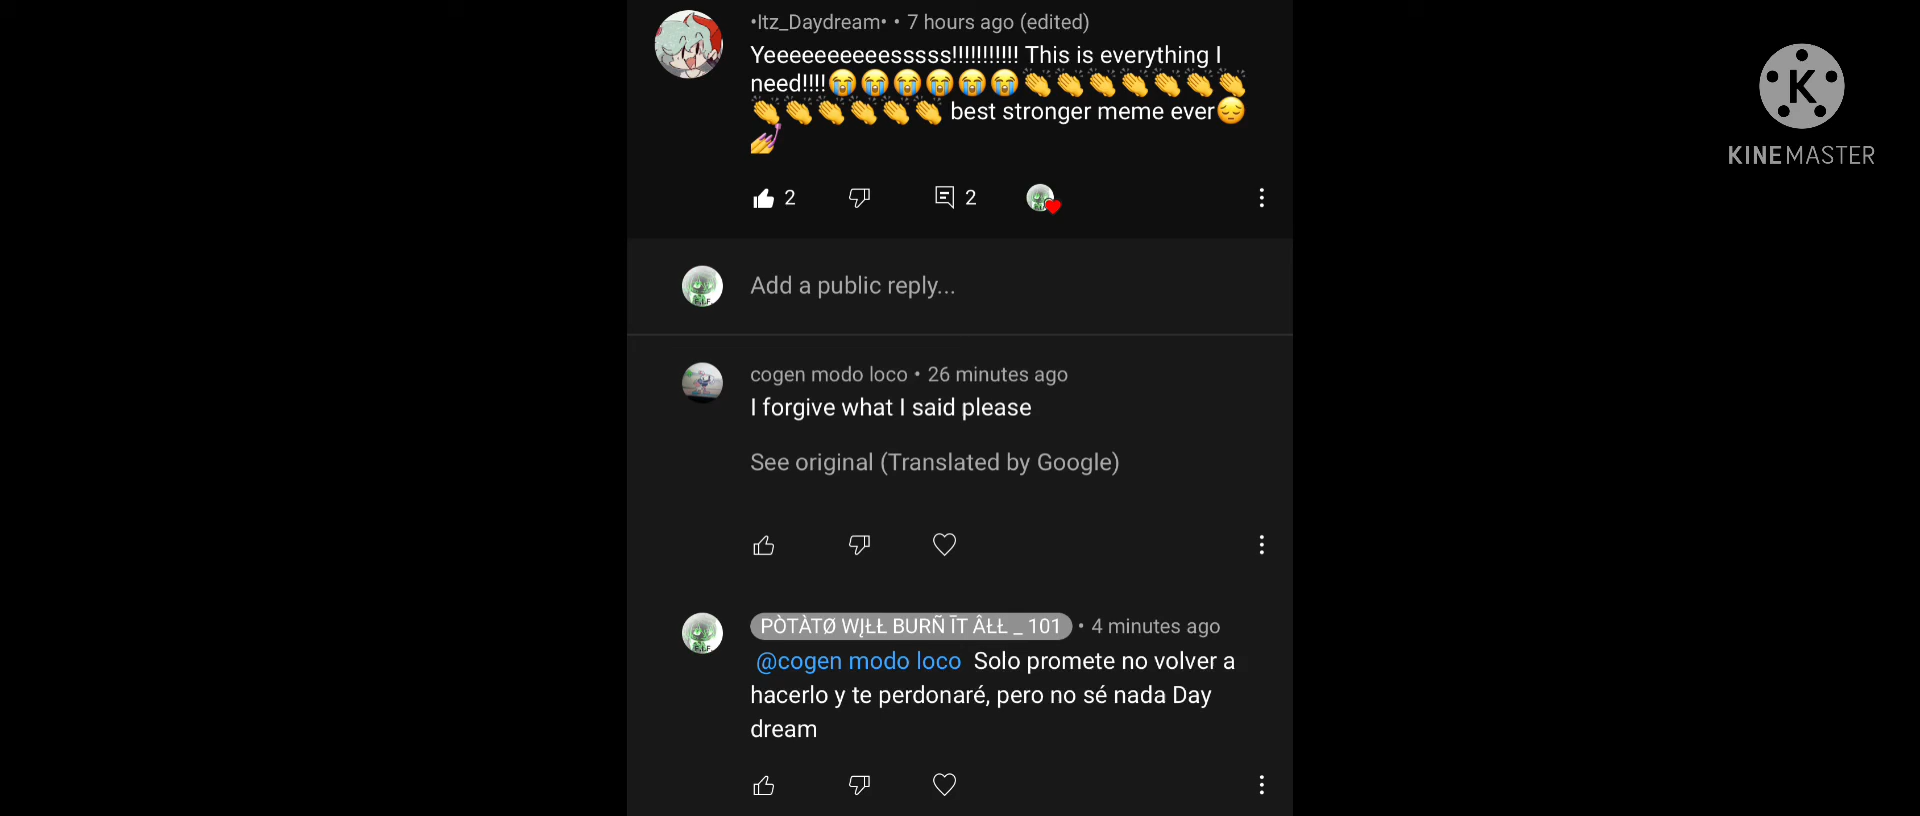 •Itz_Daydream• • 7 hours ago (edited)
Yeeeeeeeeeesssss!!!!!!!!!!! This is everything I
need!!!!😭😭😭😭😭😭👏👏👏👏👏👏👏
👏👏👏👏👏👏 best stronger meme ever😔
💅
2
2
Add a public reply...
cogen modo loco • 26 minutes ago
I forgive what I said please
See original (Translated by Google)
PÒTÀTØ WĮŁŁ BURÑ ĪT ÂŁŁ _ 101 • 4 minutes ago
@cogen modo loco Solo promete no volver a
hacerlo y te perdonaré, pero no sé nada Day
dream
K
KINEMASTER